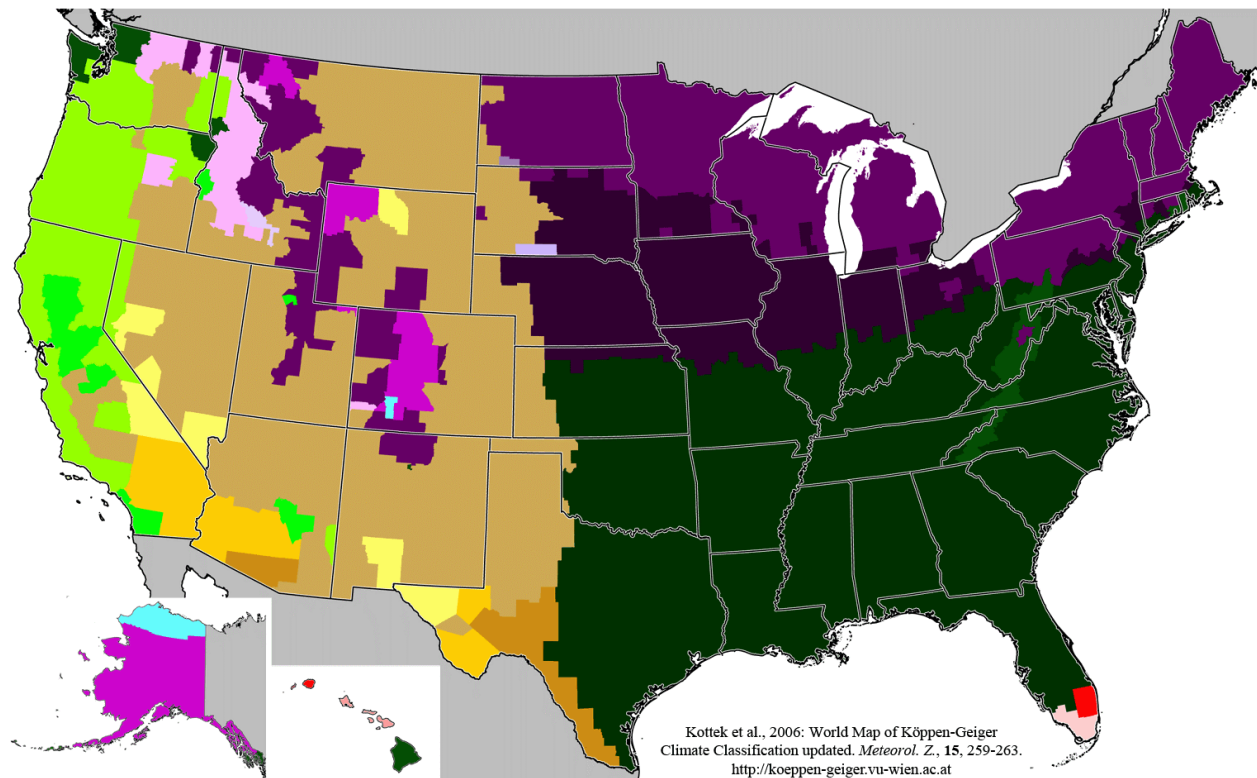 Kottek et al., 2006: World Map of Köppen-Geiger
Climate Classification updated. Meteorol. Z., 15, 259-263.
http://koeppen-geiger.vu-wien.ac.at